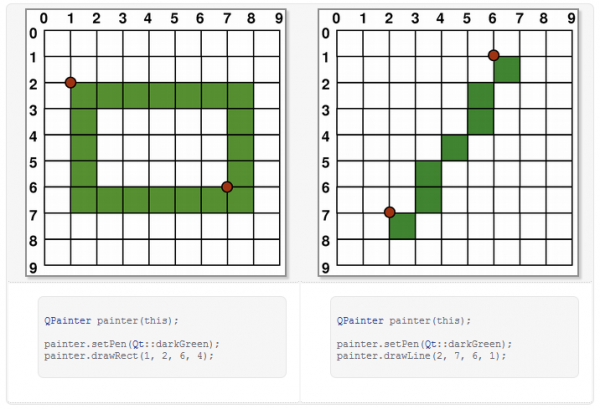 0 1 2 3 4 5 6 7 8 9
0
1
2
3
4
5
6
7
8
9
QPainter painter(this);
painter.setPen(Qt::darkGreen);
painter.drawRect(1, 2, 6, 4);
0 1 2 3 4 5 6 7 8 9
0
1
2
3
4
5
6
7
8
9
QPainter painter(this);
painter.setPen(Qt::darkGreen);
painter.drawLine(2, 7, 6, 1);